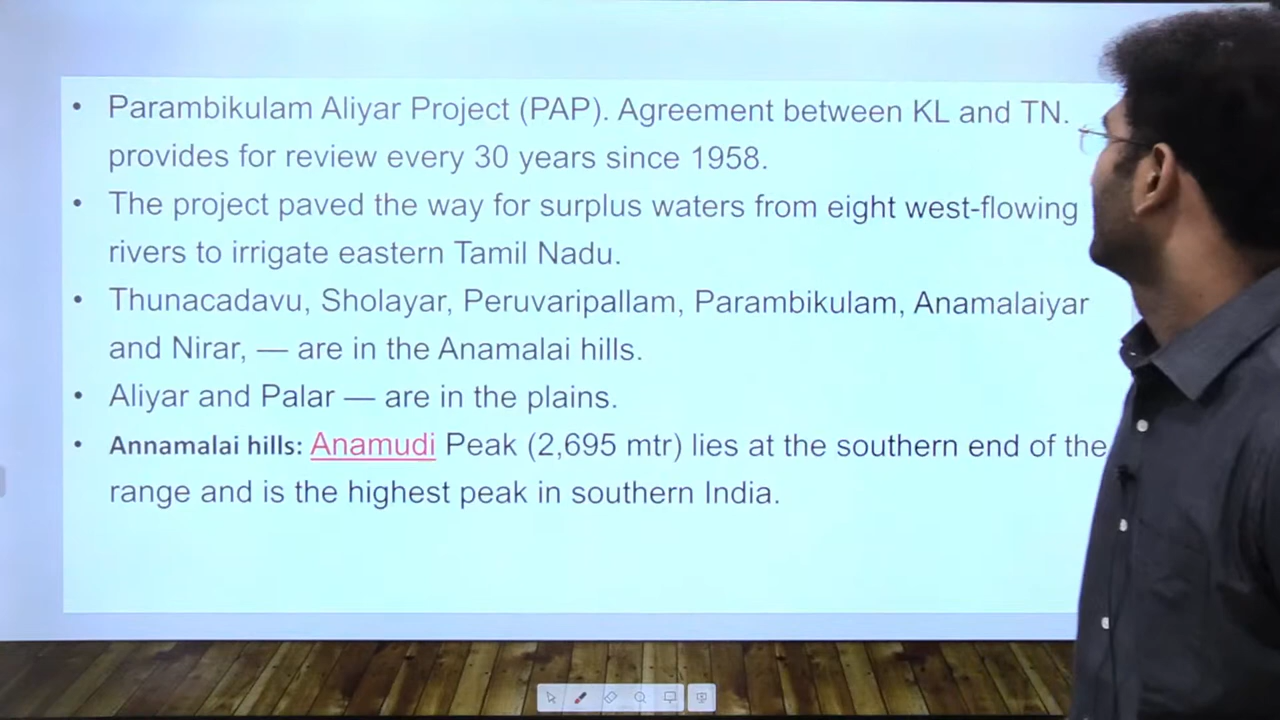 • Parambikulam Aliyar Project (PAP). Agreement between KL and TN.
provides for review every 30 years since 1958.
• The project paved the way for surplus waters from eight west-flowing
rivers to irrigate eastern Tamil Nadu.
• Thunacadavu, Sholayar, Peruvaripallam, Parambikulam, Anamalaiyar
and Nirar, — are in the Anamalai hills.
• Aliyar and Palar — are in the plains.
• Annamalai hills: Anamudi Peak (2,695 mtr) lies at the southern end of the
range and is the highest peak in southern India.